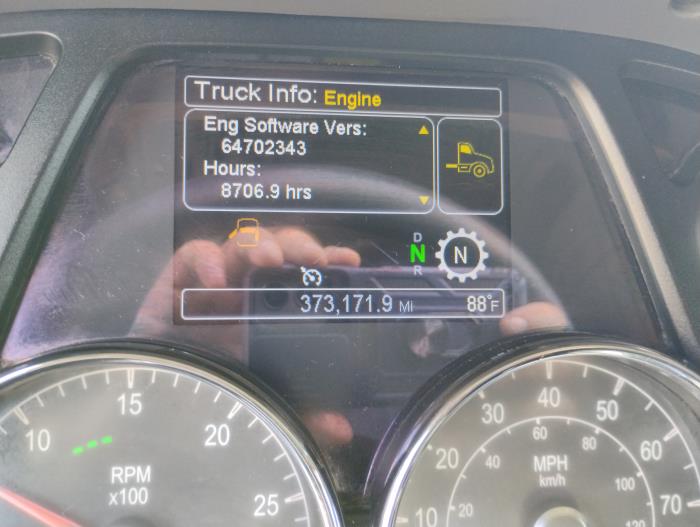 Truck Info: Engine
Eng Software Vers:
64702343
Hours:
8706.9 hrs
D
N
R
N
373,171.9 MI 88°F
10 15 20 25
RPM
x100
10 20 30 40 50 60 70
20 40 60 80 100 120
MPH
km/h